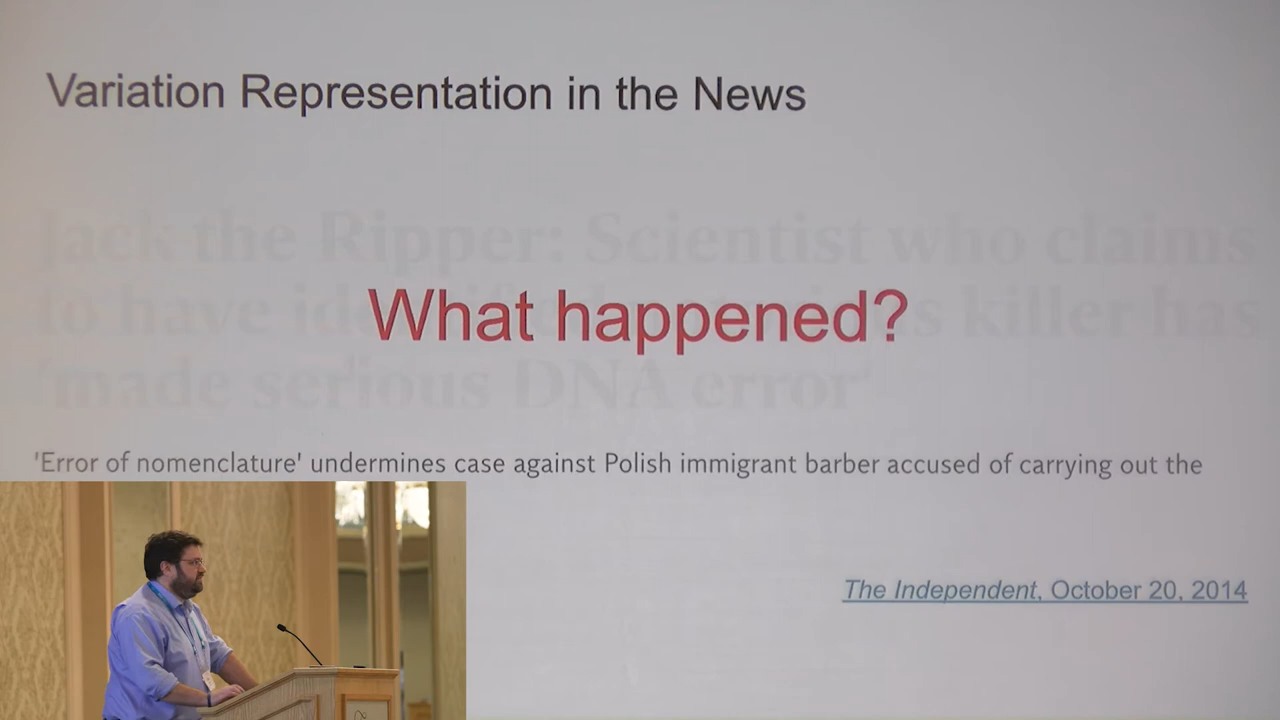 Variation Representation in the News
Jack the Ripper: Scientist who claims
What happened?
to have killer has
'made serious DNA error'
'Error of nomenclature' undermines case against Polish immigrant barber accused of carrying out the
The Independent, October 20, 2014